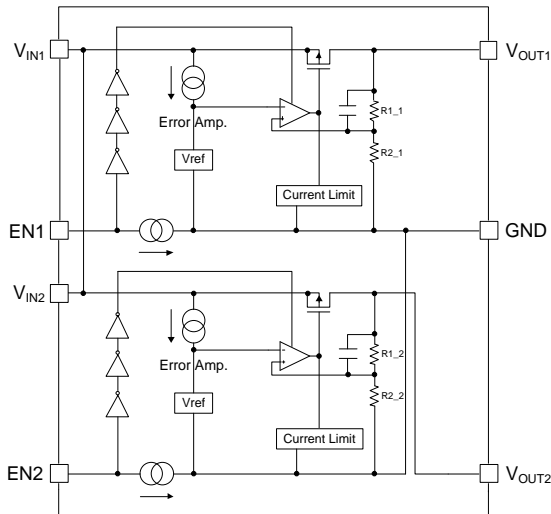 VIN1
VOUT1
R1_1
Error Amp.
R2_1
Vref
Current Limit
EN1
GND
VIN2
R1_2
Error Amp.
R2_2
Vref
Current Limit
EN2
VOUT2